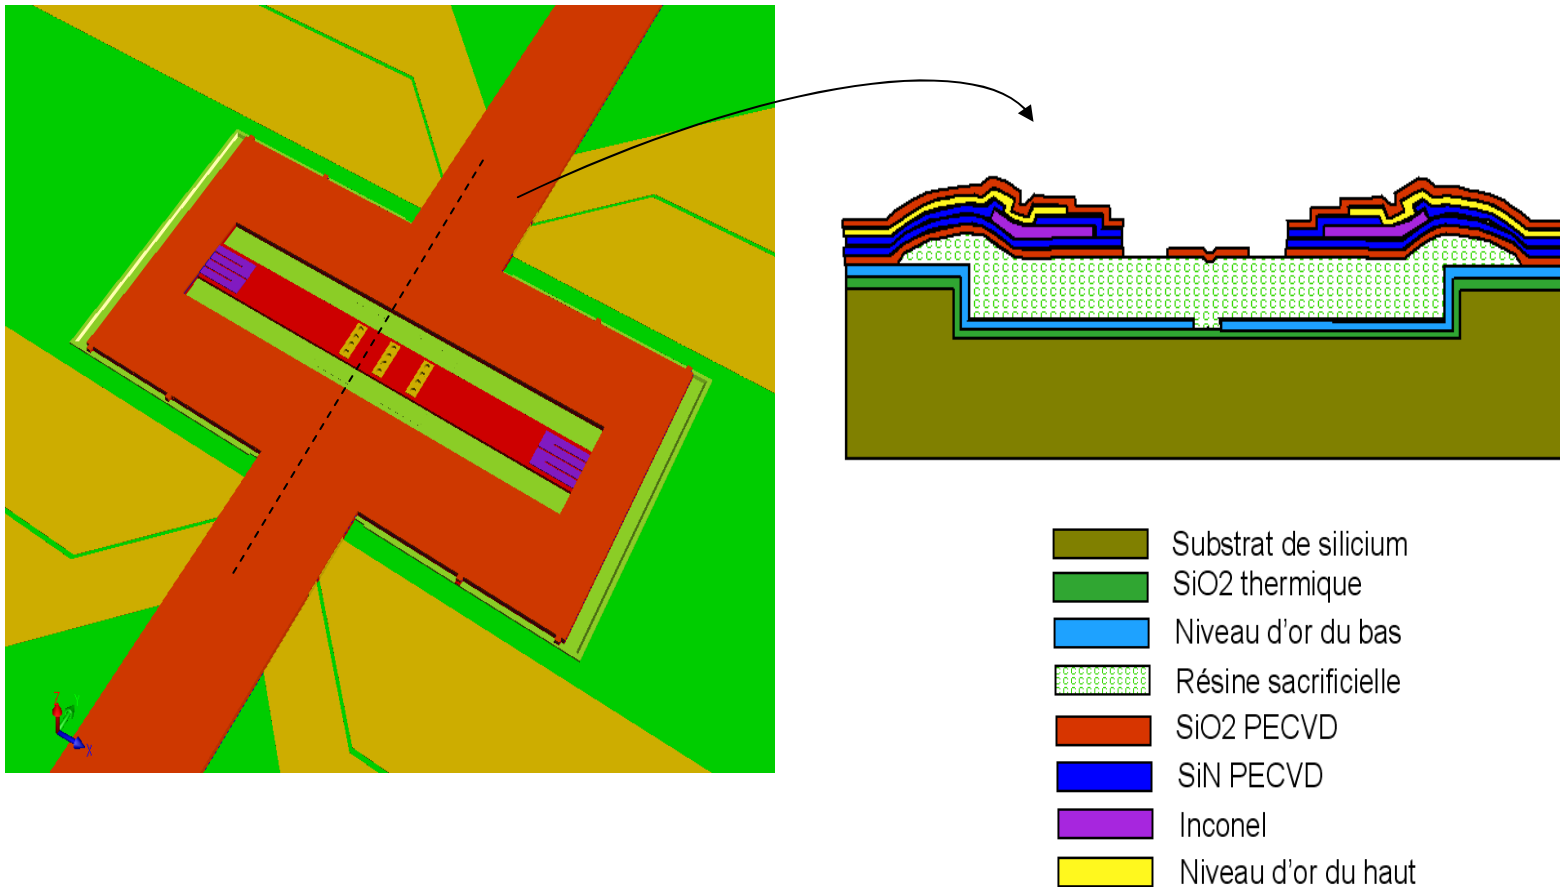 Z
Y
X
Substrat de silicium
SiO2 thermique
Niveau d'or du bas
Résine sacrificielle
SiO2 PECVD
SiN PECVD
Inconel
Niveau d'or du haut